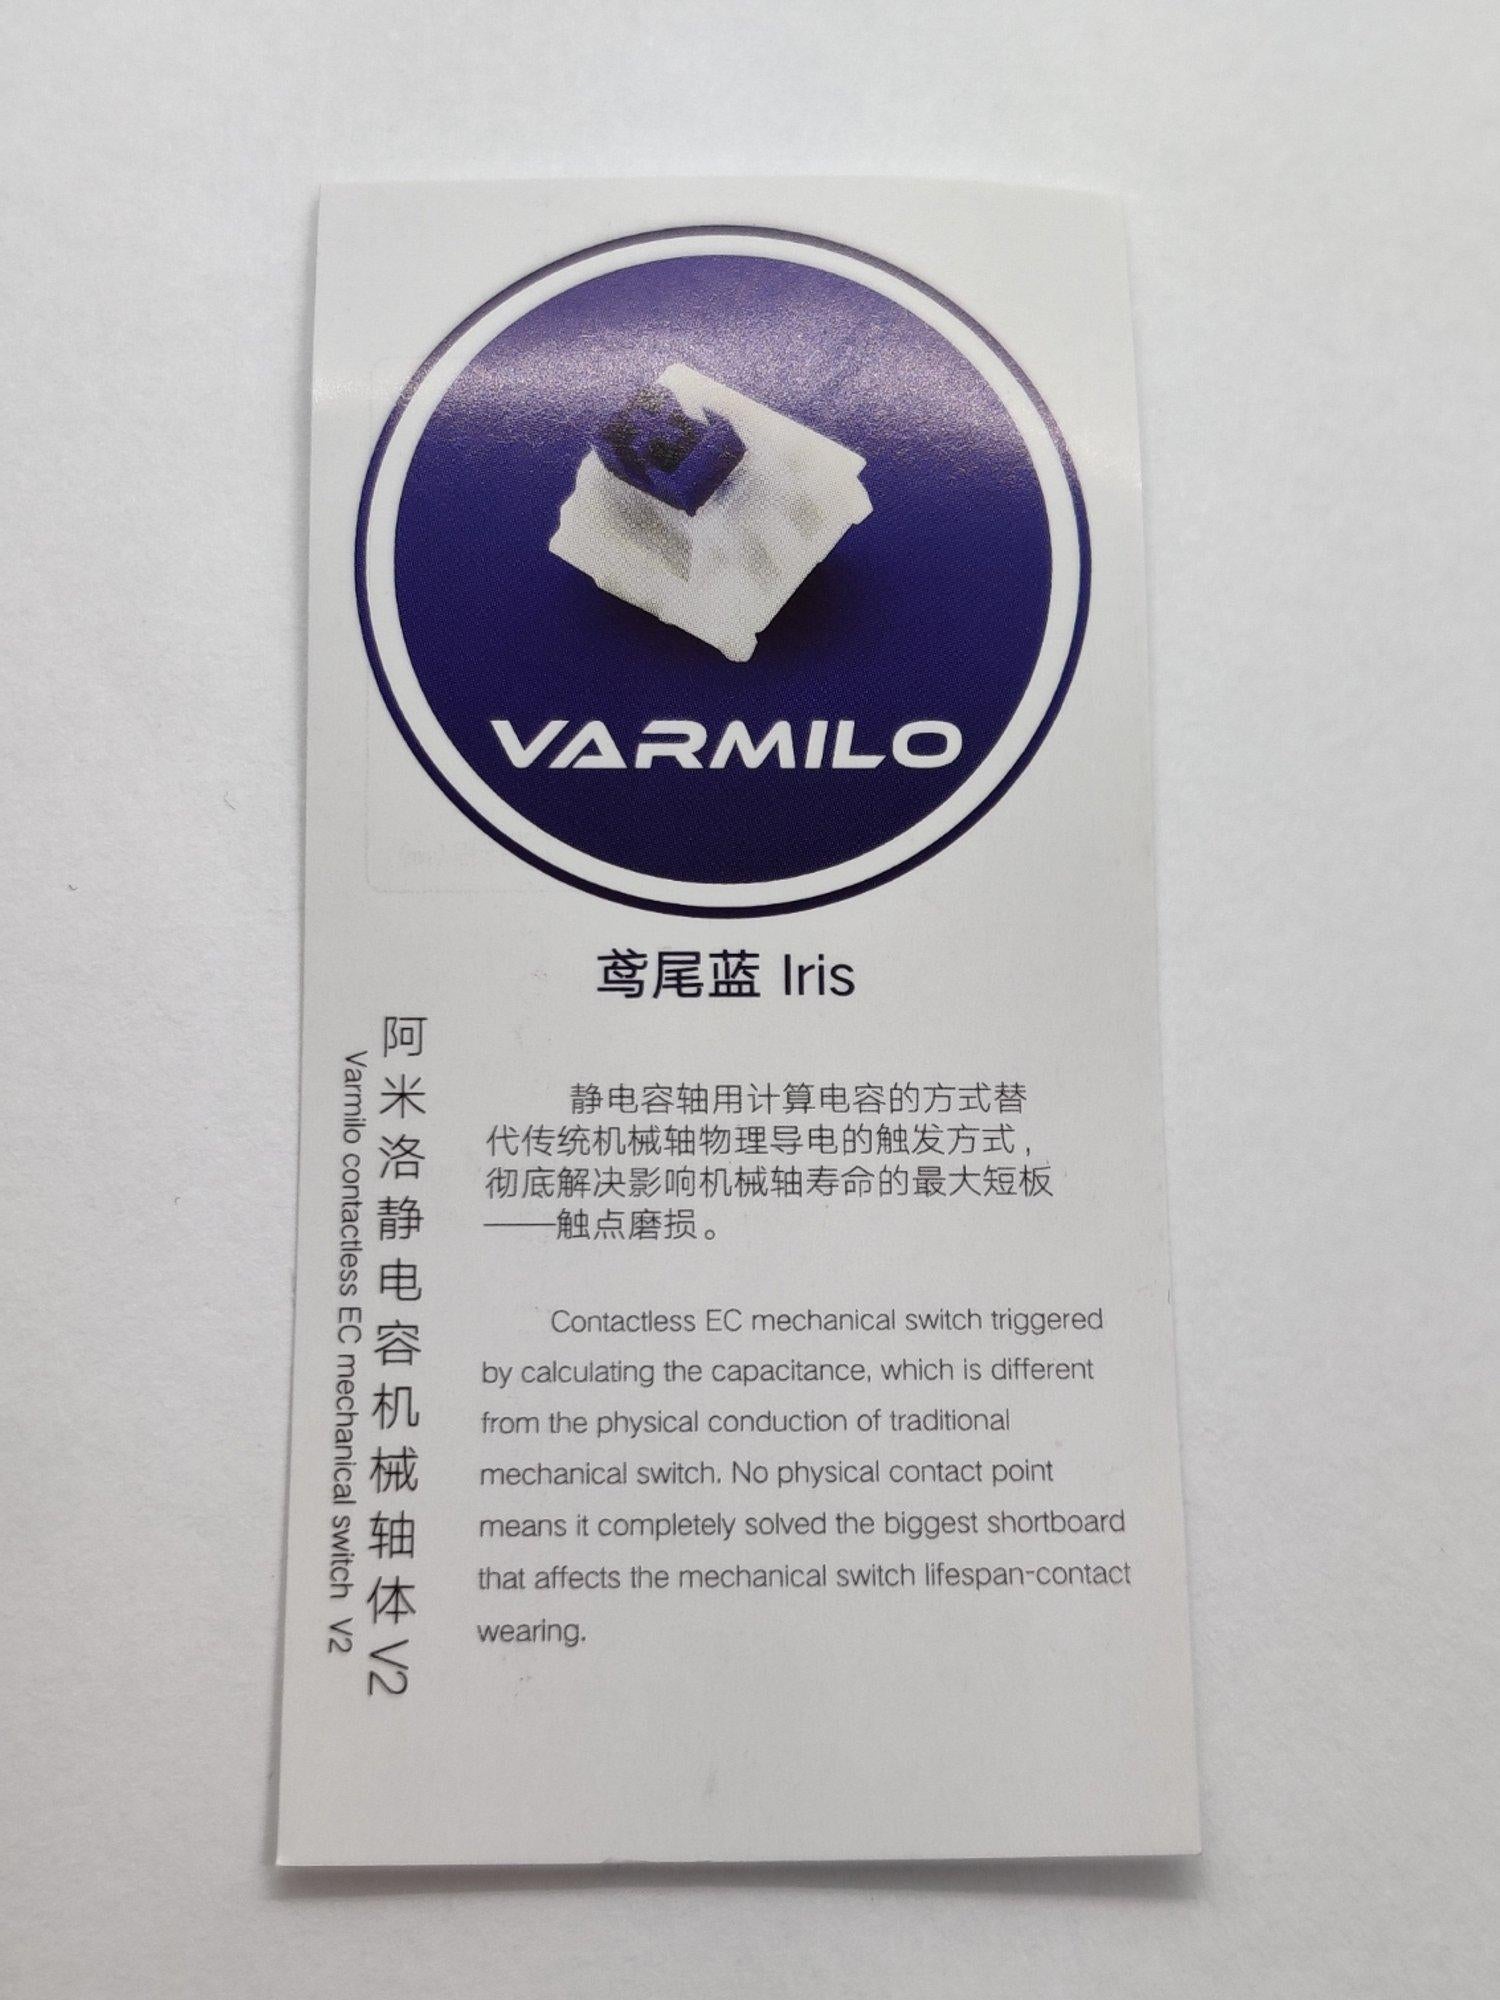 VARMILO
鸢尾蓝 Iris
阿米洛静电容机械轴体 V2
Varmilo contactless EC mechanical switch V2
静电容轴用计算电容的方式替
代传统机械轴物理导电的触发方式，
彻底解决影响机械轴寿命的最大短板
——触点磨损。
Contactless EC mechanical switch triggered
by calculating the capacitance, which is different
from the physical conduction of traditional
mechanical switch. No physical contact point
means it completely solved the biggest shortboard
that affects the mechanical switch lifespan-contact
wearing.